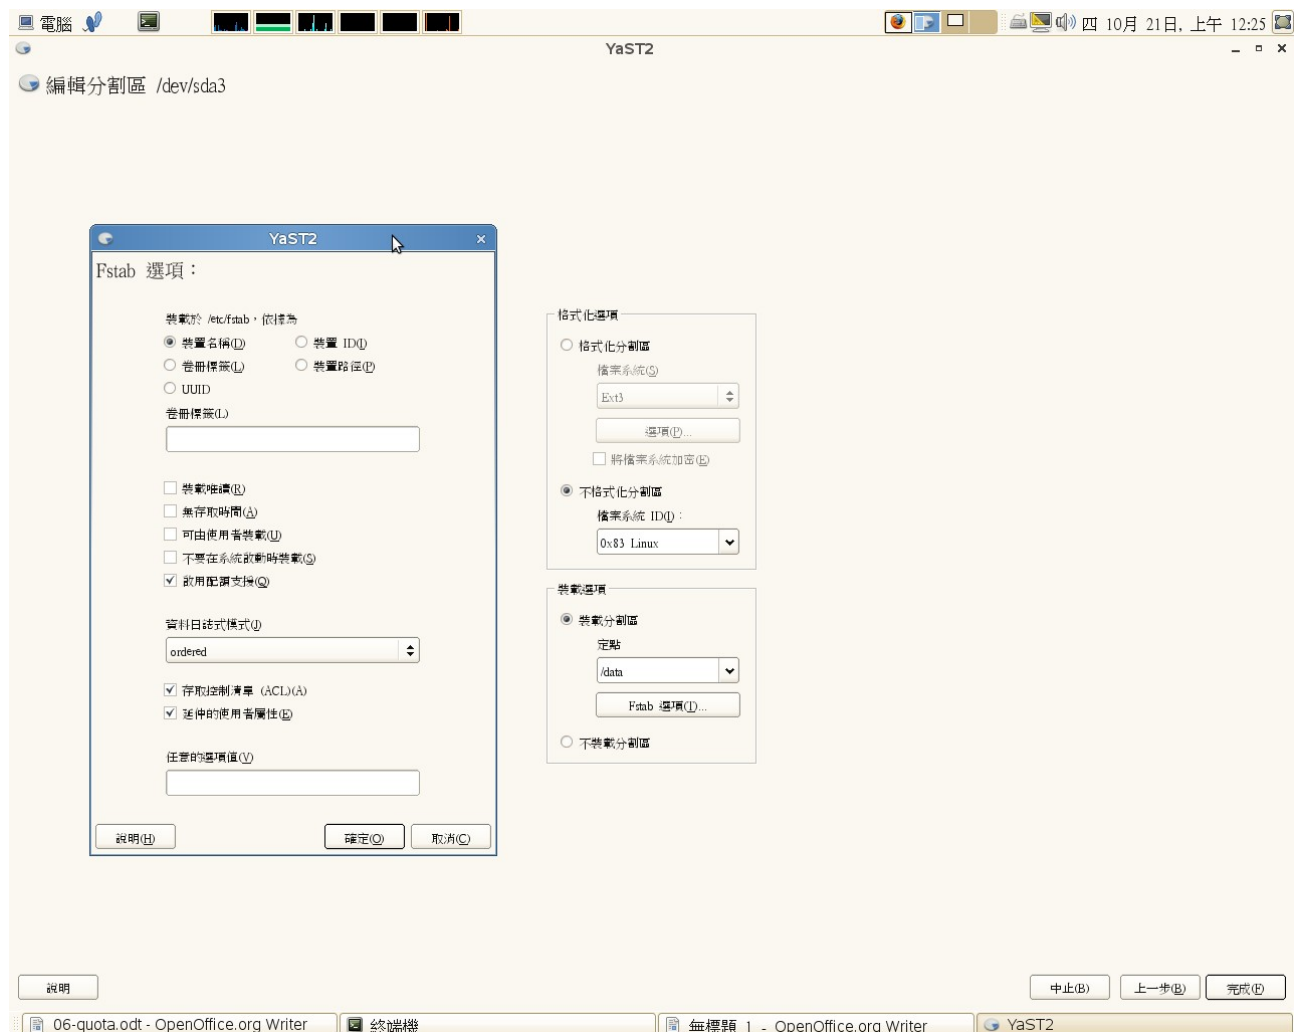 電腦
四 10月 21日, 上午 12:25
YaST2
編輯分割區 /dev/sda3
YaST2
Fstab 選項：
裝載於 /etc/fstab，依據為
裝置名稱(D)
裝置 ID(I)
卷冊標籤(L)
裝置路徑(P)
UUID
卷冊標籤(L)
裝載唯讀(R)
無存取時間(A)
可由使用者裝載(U)
不要在系統啟動時裝載(S)
啟用配額支援(Q)
資料日誌式模式(J)
ordered
存取控制清單 (ACL)(A)
延伸的使用者屬性(E)
任意的選項值(V)
說明(H)
確定(O)
取消(C)
格式化選項
格式化分割區
檔案系統(S)
Ext3
選項(P)...
將檔案系統加密(E)
不格式化分割區
檔案系統 ID(I)：
0x83 Linux
裝載選項
裝載分割區
定點
/data
Fstab 選項(T)...
不裝載分割區
說明
中止(B)
上一步(B)
完成(F)
06-quota.odt - OpenOffice.org Writer
終端機
無標題 1 - OpenOffice.org Writer
YaST2